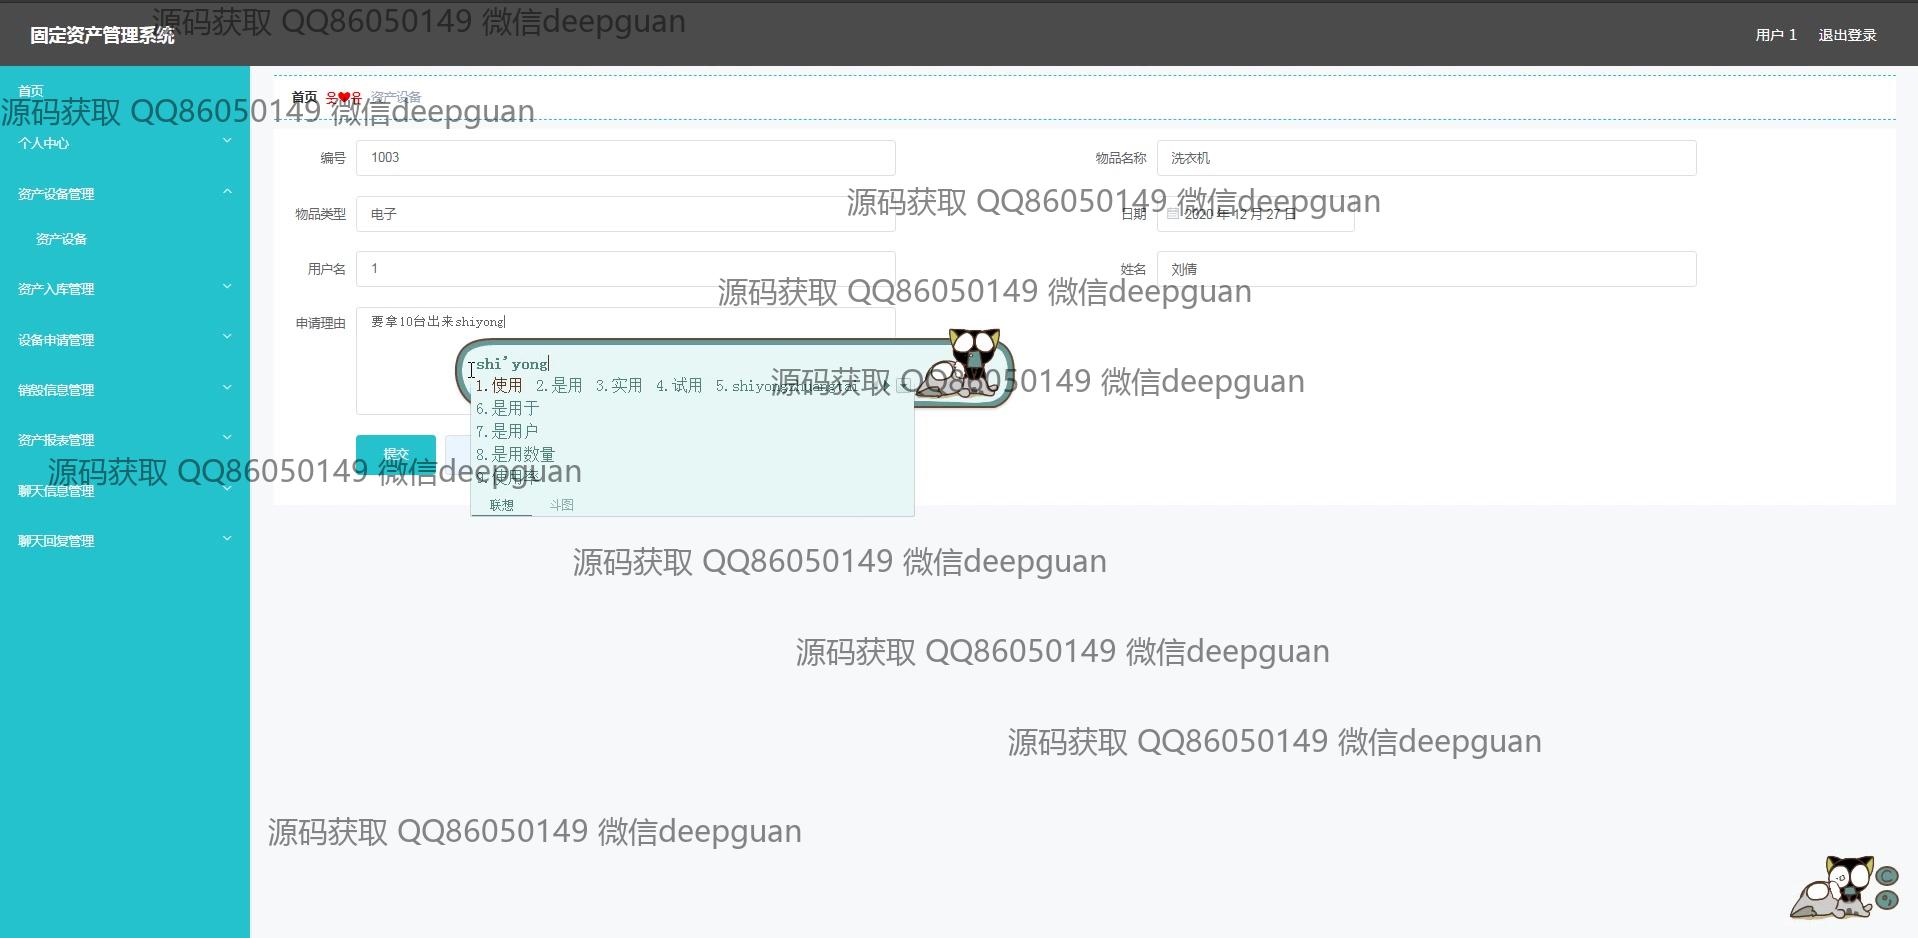 源码获取 QQ86050149 微信deepguan
固定资产管理系统
用户 1 退出登录
首页
首页 资产设备
源码获取 QQ86050149 微信deepguan
个人中心
编号 1003 物品名称 洗衣机
资产设备管理
源码获取 QQ86050149 微信deepguan
物品类型 电子 日期 2020 年 12 月 27 日
资产设备
用户名 1 姓名 刘倩
资产入库管理
源码获取 QQ86050149 微信deepguan
申请理由 要拿10台出来shiyong
设备申请管理
shi'yong
源码获取 QQ86050149 微信deepguan
1.使用 2.是用 3.实用 4.试用 5.shiyongzhuangtai
销毁信息管理
6.是用于
7.是用户
资产报表管理
提交
8.是用数量
源码获取 QQ86050149 微信deepguan
9.使用率
聊天信息管理
联想 斗图
聊天回复管理
源码获取 QQ86050149 微信deepguan
源码获取 QQ86050149 微信deepguan
源码获取 QQ86050149 微信deepguan
源码获取 QQ86050149 微信deepguan